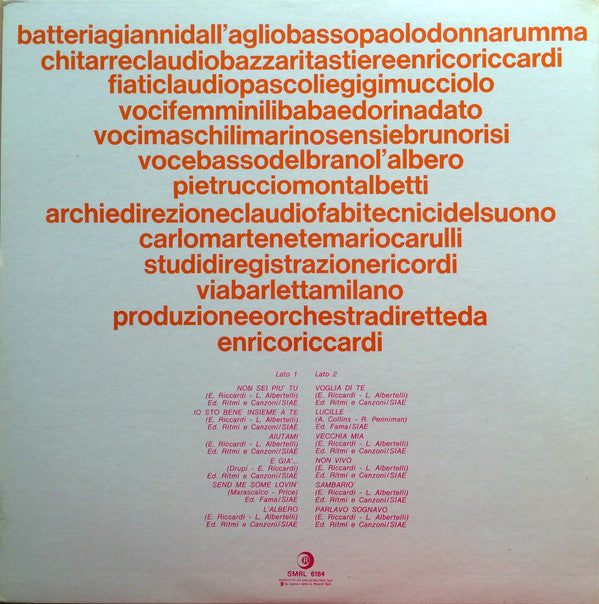 batteriagiannidall'agliobassopaolodonnarumma
chitarreclaudiobazzaritastiereenricoriccardi
fiaticlaudiopascoliegigimucciolo
vocifemminilibabaedorinadato
vocimaschilimarinosensiebrunorisi
vocebassodelbranol'albero
pietrucciomontalbetti
archiedirezioneclaudiofabitecnicidelsuono
carlomartenetemariocarulli
studidiregistrazionericordi
viabarlettamilano
produzioneeorchestradiretteda
enricoriccardi
Lato 1
NON SEI PIU' TU
(E. Riccardi - L. Albertelli)
Ed. Ritmi e Canzoni/SIAE
IO STO BENE INSIEME A TE
(E. Riccardi - L. Albertelli)
Ed. Ritmi e Canzoni/SIAE
AIUTAMI
(E. Riccardi - L. Albertelli)
Ed. Ritmi e Canzoni/SIAE
E GIA'...
(Drupi - E. Riccardi)
Ed. Ritmi e Canzoni/SIAE
SEND ME SOME LOVIN'
(Marascalco - Price)
Ed. Fama/SIAE
L'ALBERO
(E. Riccardi - L. Albertelli)
Ed. Ritmi e Canzoni/SIAE
Lato 2
VOGLIA DI TE
(E. Riccardi - L. Albertelli)
Ed. Ritmi e Canzoni/SIAE
LUCILLE
(A. Collins - R. Penniman)
Ed. Fama/SIAE
VECCHIA MIA
(E. Riccardi - L. Albertelli)
Ed. Ritmi e Canzoni/SIAE
NON VIVO
(E. Riccardi - L. Albertelli)
Ed. Ritmi e Canzoni/SIAE
SAMBARIO'
(E. Riccardi - L. Albertelli)
Ed. Ritmi e Canzoni/SIAE
PARLAVO SOGNAVO
(E. Riccardi - L. Albertelli)
Ed. Ritmi e Canzoni/SIAE
R
SMRL 6184